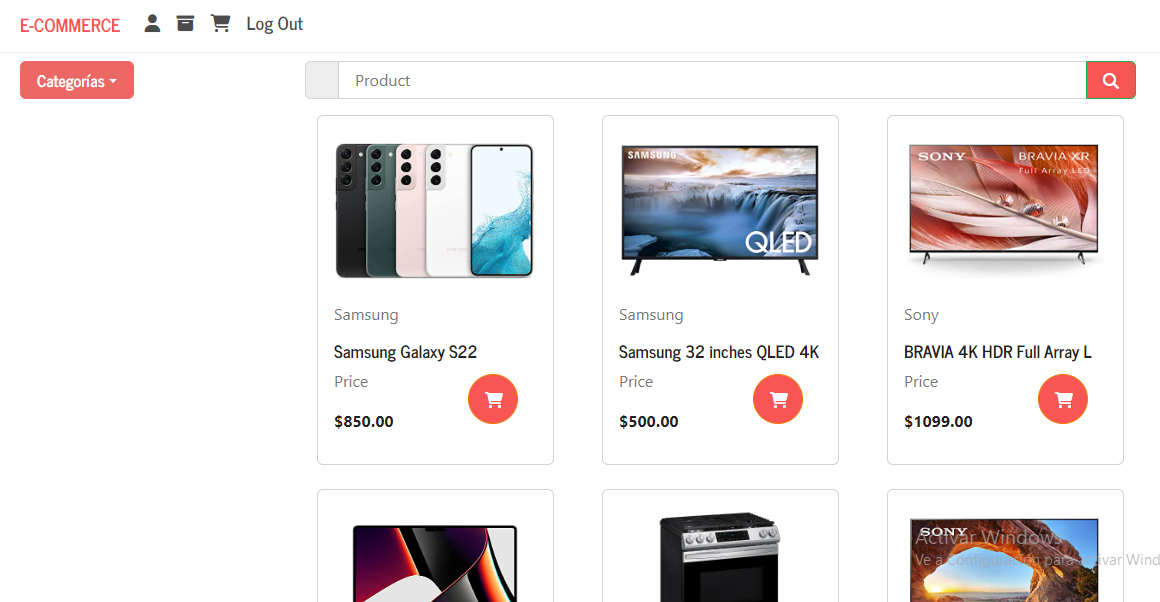 E-COMMERCE Log Out
Categorías
Product
SAMSUNG
QLED
SONY BRAVIA XR
Full Array LED
Samsung
Samsung Galaxy S22
Price
$850.00
Samsung
Samsung 32 inches QLED 4K
Price
$500.00
Sony
BRAVIA 4K HDR Full Array L
Price
$1099.00
SONY
Activar Windows
Ve a Configuración para activar Wind